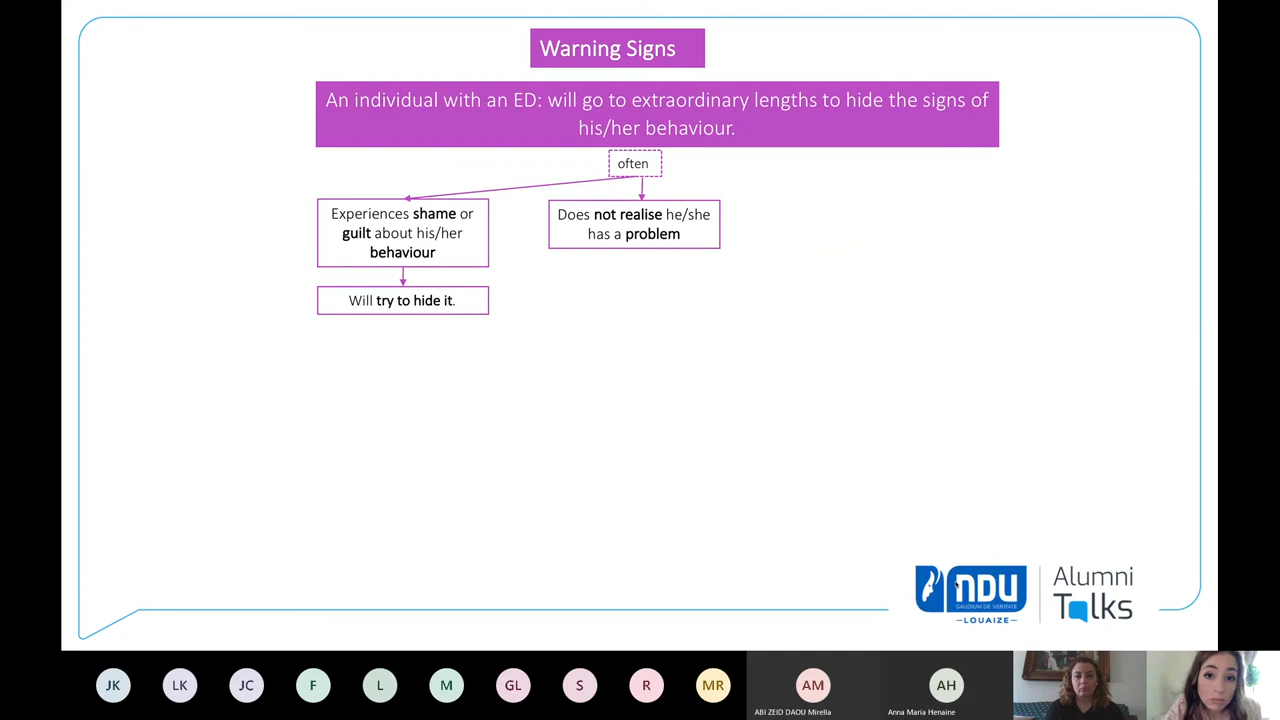 Warning Signs
An individual with an ED: will go to extraordinary lengths to hide the signs of
his/her behaviour.
often
Experiences shame or
guilt about his/her
behaviour
Does not realise he/she
has a problem
Will try to hide it.
NDU
GAUDIUM DE VERITATE
LOUAIZE
Alumni
Talks
JK
LK
JC
F
L
M
GL
S
R
MR
AM
AH
ABI ZEID DAOU Mirella
Anna Maria Henaine